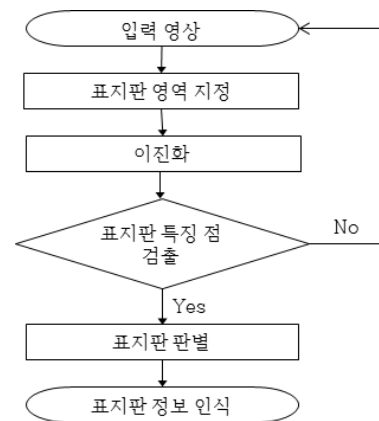 입력 영상
표지판 영역 지정
이진화
표지판 특징 점
검출
No
Yes
표지판 판별
표지판 정보 인식